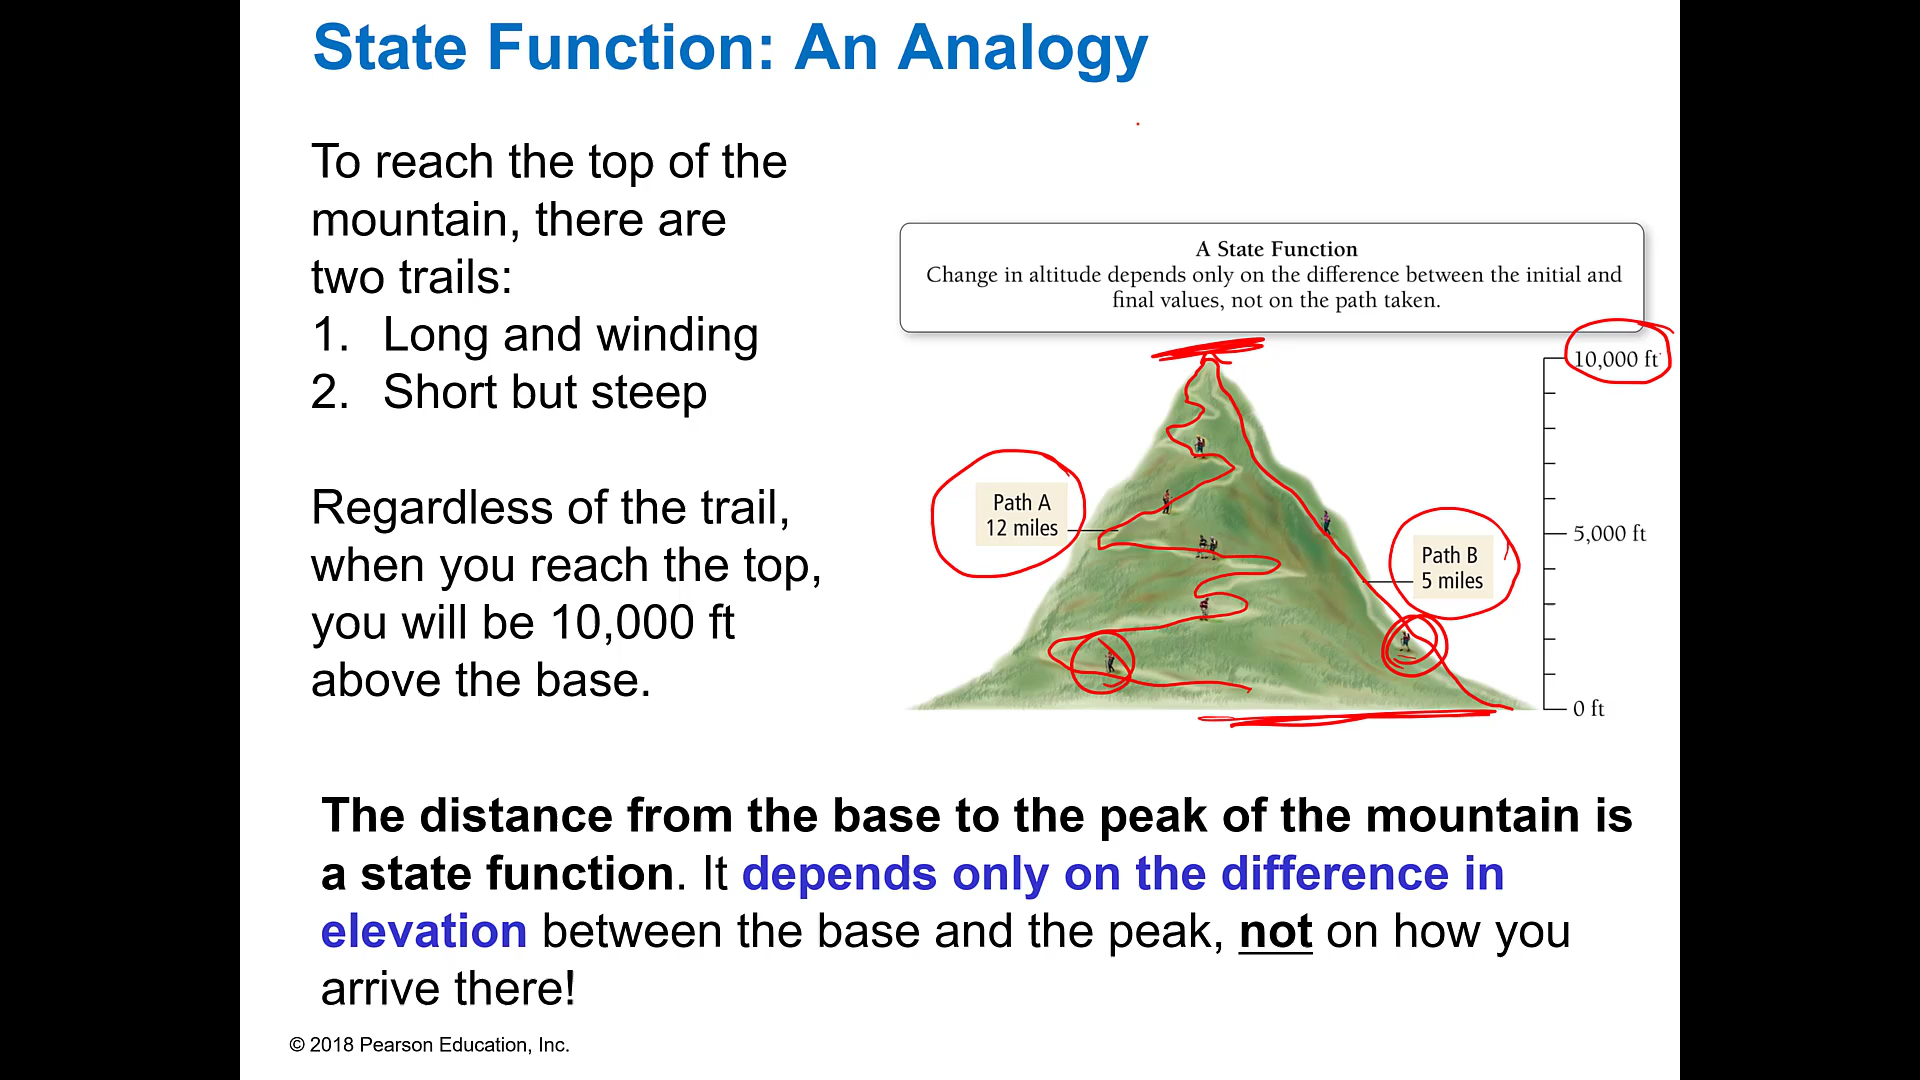 State Function: An Analogy
To reach the top of the
mountain, there are
two trails:
1. Long and winding
2. Short but steep
Regardless of the trail,
when you reach the top,
you will be 10,000 ft
above the base.
A State Function
Change in altitude depends only on the difference between the initial and
final values, not on the path taken.
10,000 ft
Path A
12 miles
5,000 ft
Path B
5 miles
0 ft
The distance from the base to the peak of the mountain is
a state function. It depends only on the difference in
elevation between the base and the peak, not on how you
arrive there!
© 2018 Pearson Education, Inc.